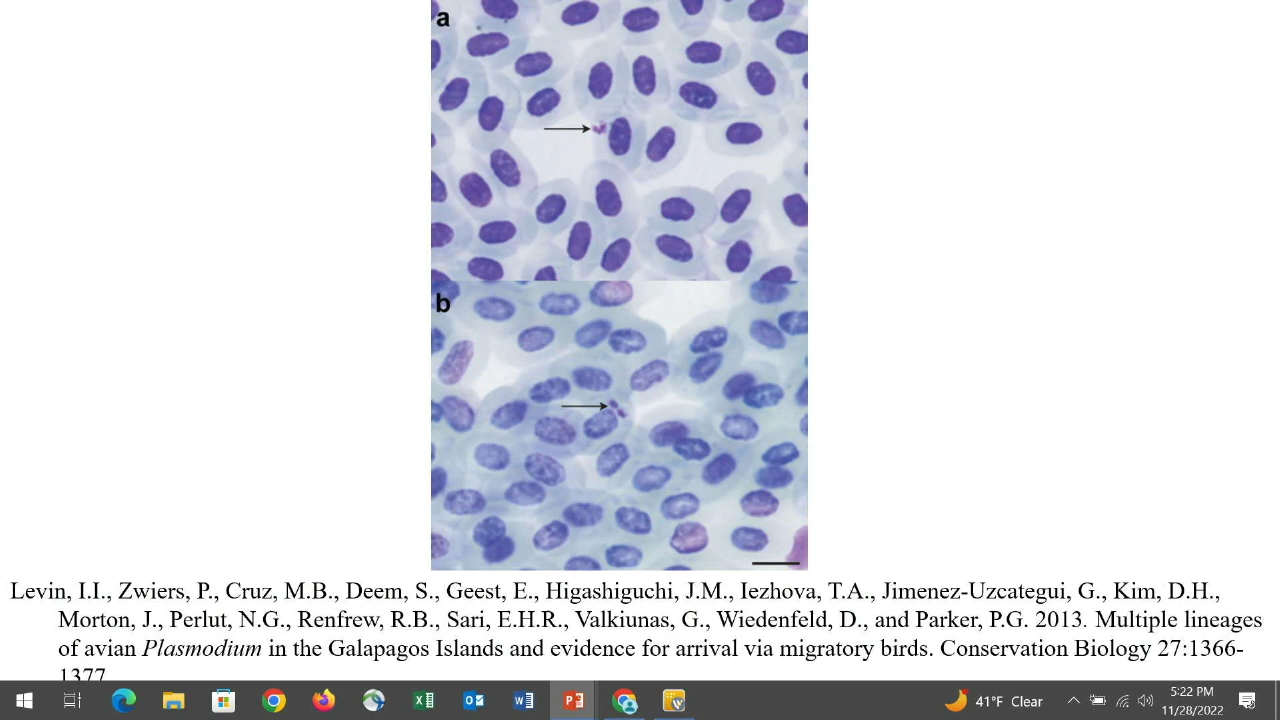 a
b
Levin, I.I., Zwiers, P., Cruz, M.B., Deem, S., Geest, E., Higashiguchi, J.M., Iezhova, T.A., Jimenez-Uzcategui, G., Kim, D.H.,
Morton, J., Perlut, N.G., Renfrew, R.B., Sari, E.H.R., Valkiunas, G., Wiedenfeld, D., and Parker, P.G. 2013. Multiple lineages
of avian Plasmodium in the Galapagos Islands and evidence for arrival via migratory birds. Conservation Biology 27:1366-
1377
41°F Clear
5:22 PM
11/28/2022